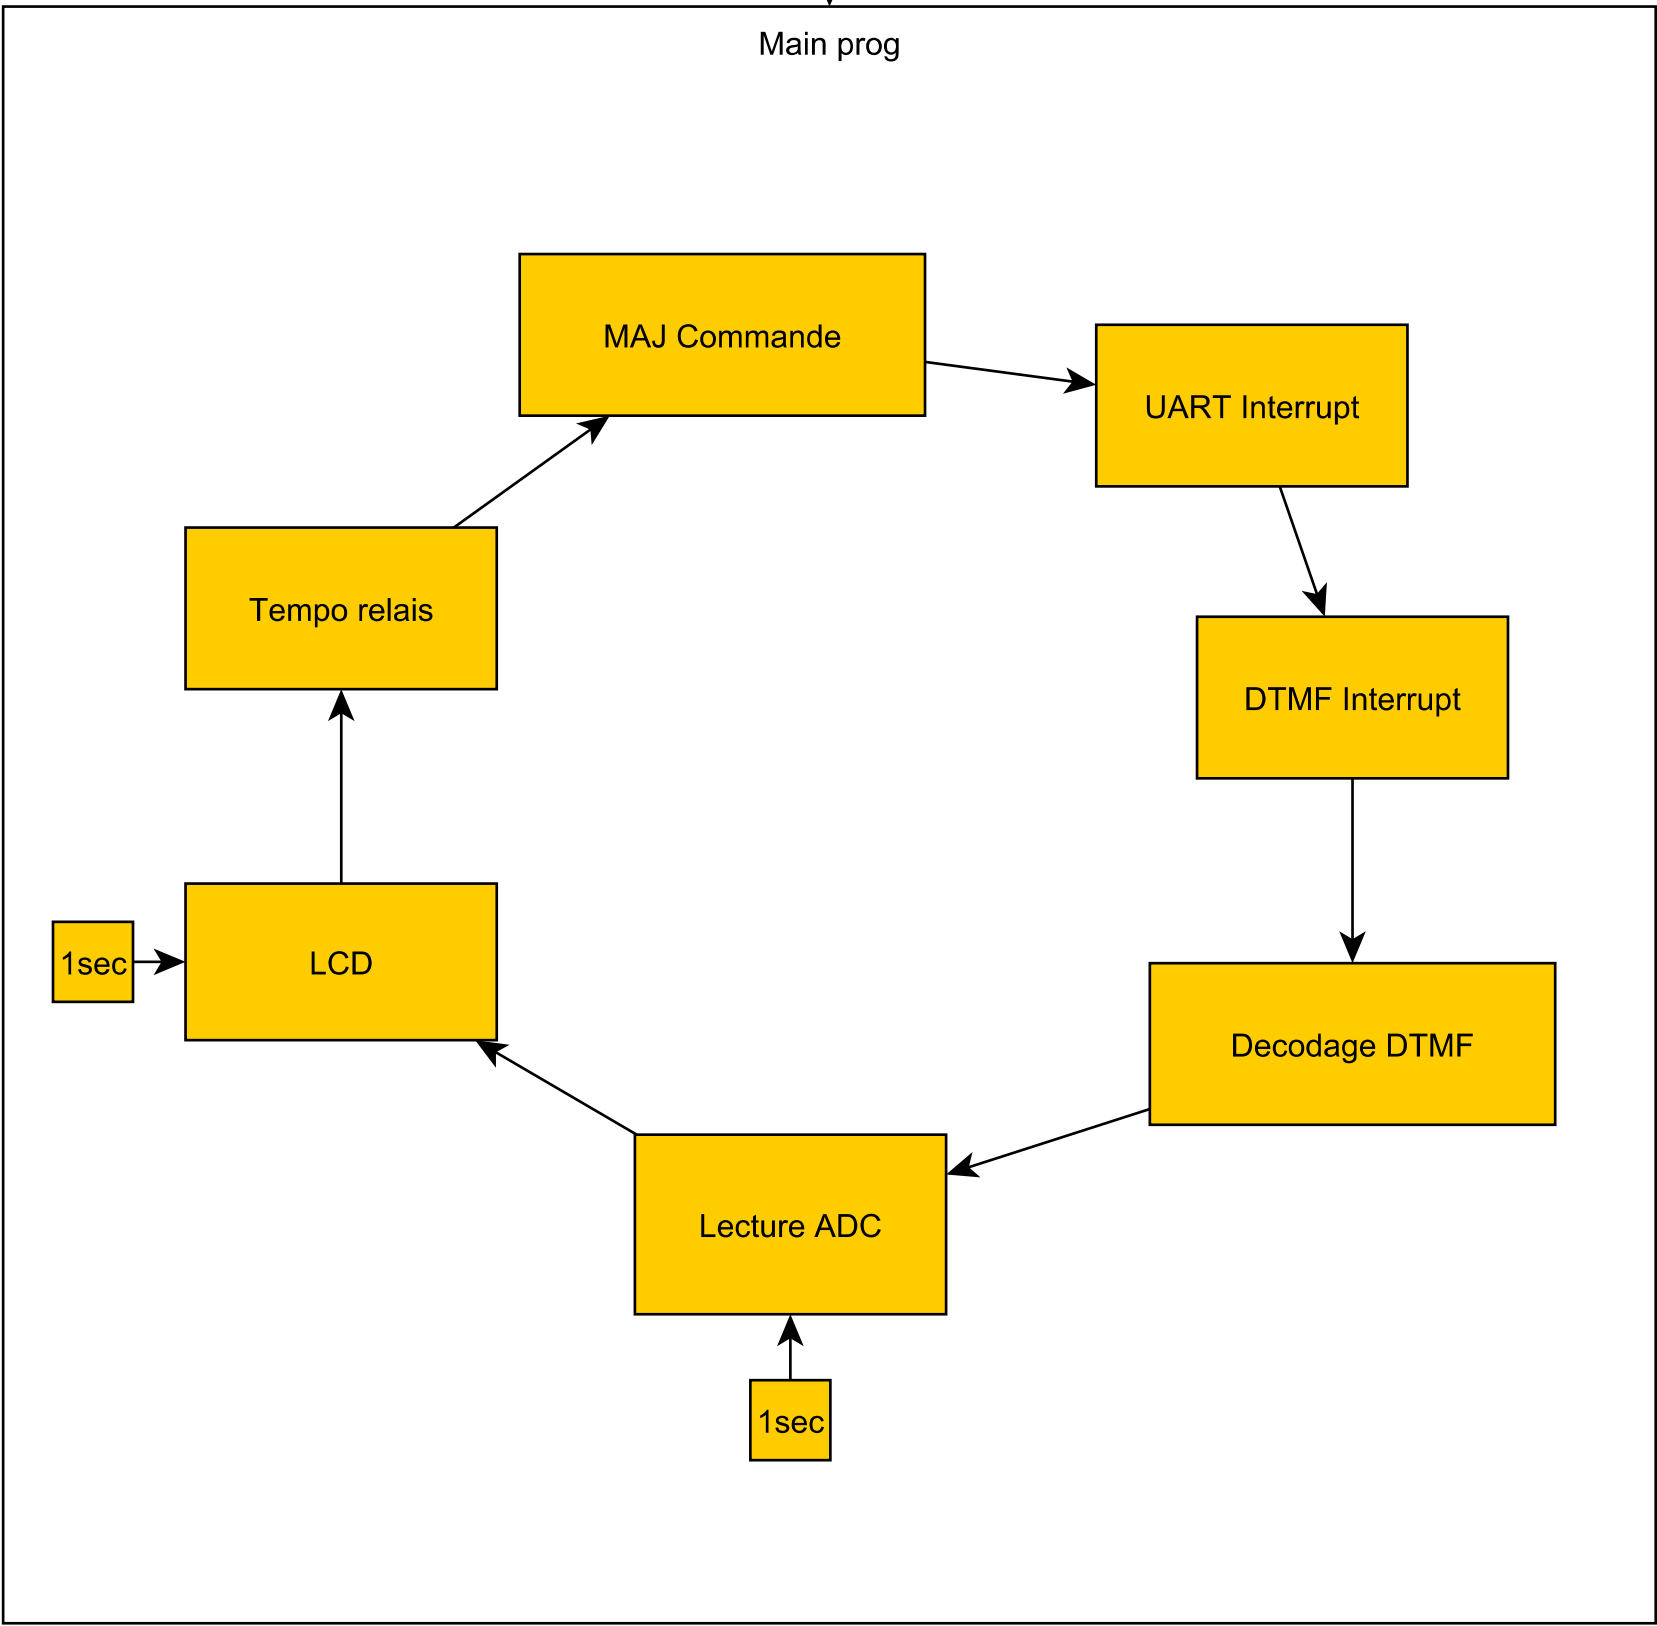 Main prog
MAJ Commande
UART Interrupt
Tempo relais
DTMF Interrupt
1sec
LCD
Decodage DTMF
Lecture ADC
1sec